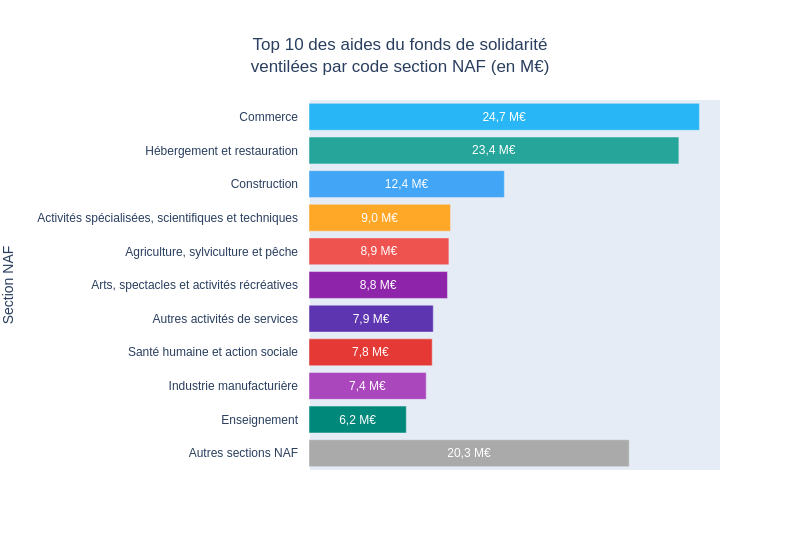 Top 10 des aides du fonds de solidarité
ventilées par code section NAF (en M€)
Section NAF
Commerce 24,7 M€
Hébergement et restauration 23,4 M€
Construction 12,4 M€
Activités spécialisées, scientifiques et techniques 9,0 M€
Agriculture, sylviculture et pêche 8,9 M€
Arts, spectacles et activités récréatives 8,8 M€
Autres activités de services 7,9 M€
Santé humaine et action sociale 7,8 M€
Industrie manufacturière 7,4 M€
Enseignement 6,2 M€
Autres sections NAF 20,3 M€